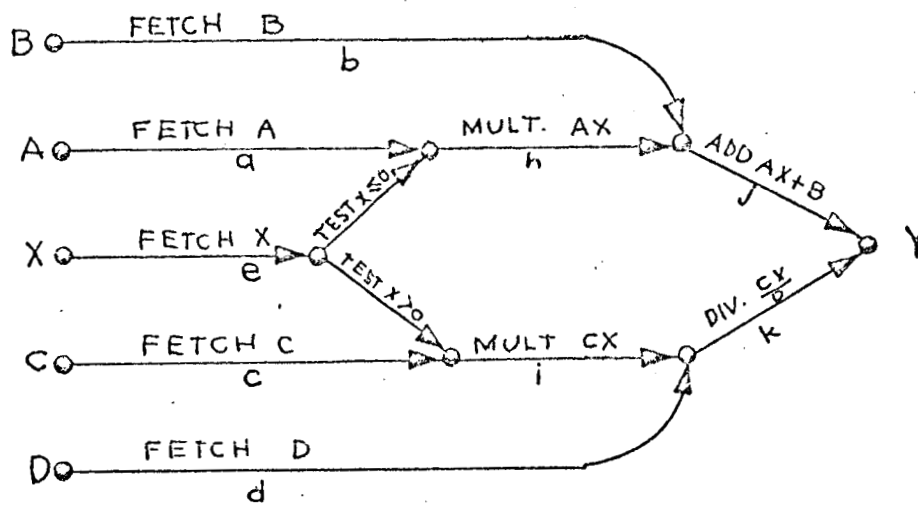 B FETCH B
b
A FETCH A MULT. AX ADD AX+B
a h j
TEST X≤0
X FETCH X Y
e
TEST X>0
DIV. CX/D
C FETCH C MULT CX k
c i
D FETCH D
d